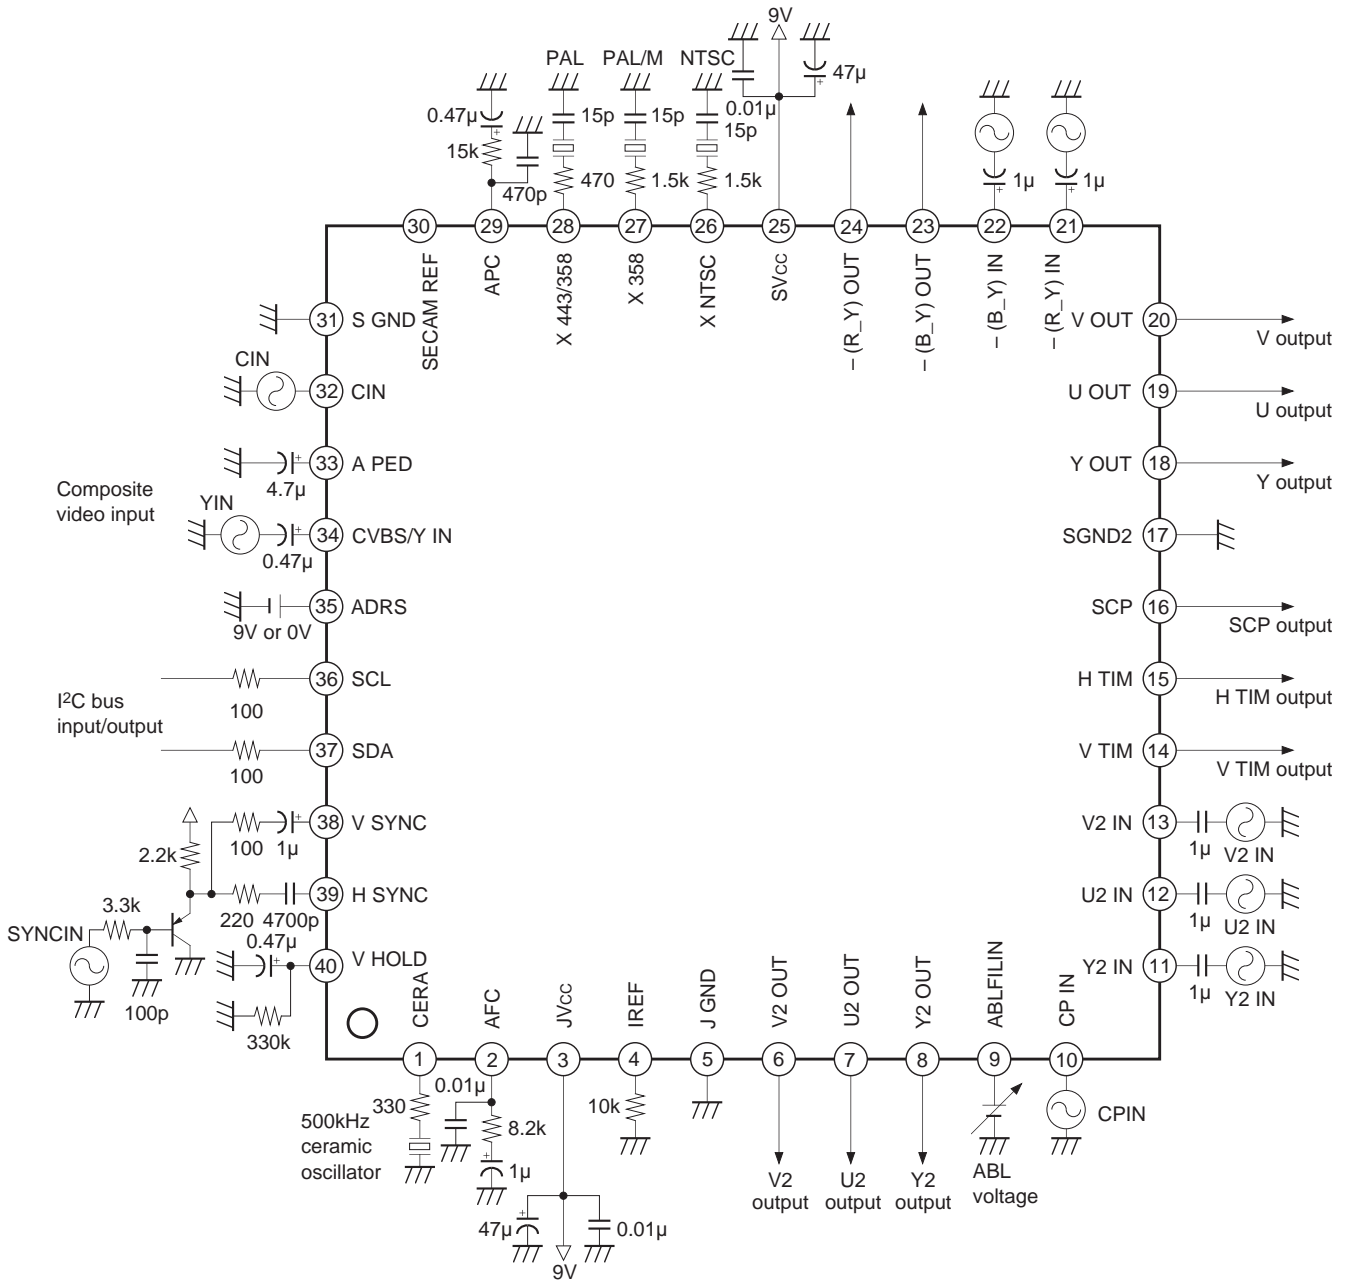 9V
PAL
PAL/M
NTSC
47µ
0.47µ
15p
15p
0.01µ
15p
15k
470p
470
1.5k
1.5k
1µ
1µ
30
29
28
27
26
25
24
23
22
21
SECAM REF
APC
X 443/358
X 358
X NTSC
SVCC
– (R_Y) OUT
– (B_Y) OUT
– (B_Y) IN
– (R_Y) IN
31
S GND
CIN
32
CIN
33
A PED
4.7µ
Composite
video input
YIN
34
CVBS/Y IN
0.47µ
35
ADRS
9V or 0V
36
SCL
100
I2C bus
input/output
37
SDA
100
38
V SYNC
100
1µ
2.2k
39
H SYNC
220
4700p
3.3k
SYNCIN
0.47µ
40
V HOLD
100p
330k
V OUT
20
V output
U OUT
19
U output
Y OUT
18
Y output
SGND2
17
SCP
16
SCP output
H TIM
15
H TIM output
V TIM
14
V TIM output
V2 IN
13
1µ
V2 IN
U2 IN
12
1µ
U2 IN
Y2 IN
11
1µ
Y2 IN
CERA
AFC
JVCC
IREF
J GND
V2 OUT
U2 OUT
Y2 OUT
ABLFILIN
CP IN
1
2
3
4
5
6
7
8
9
10
0.01µ
330
500kHz
ceramic
oscillator
8.2k
1µ
10k
CPIN
47µ
0.01µ
9V
V2
output
U2
output
Y2
output
ABL
voltage